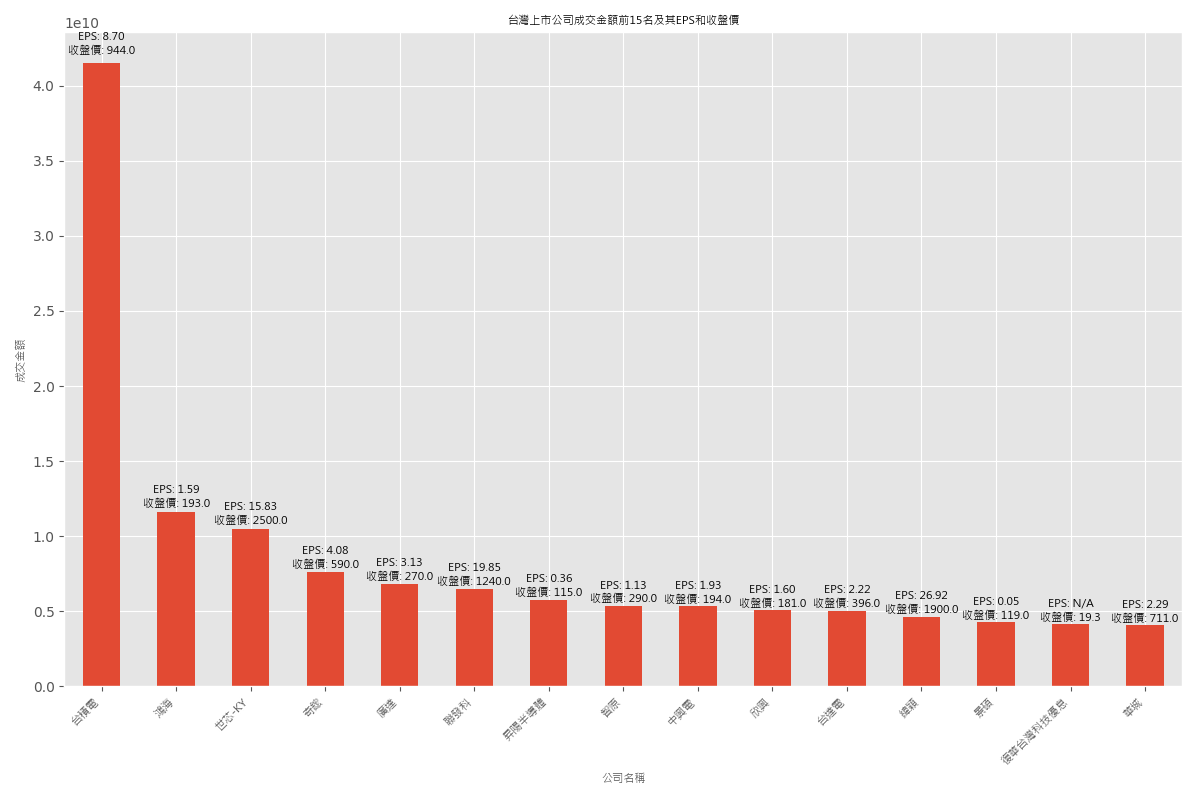 台灣上市公司成交金額前15名及其EPS和收盤價
1e10
成交金額
4.0
3.5
3.0
2.5
2.0
1.5
1.0
0.5
0.0
EPS: 8.70
收盤價: 944.0
EPS: 1.59
收盤價: 193.0
EPS: 15.83
收盤價: 2500.0
EPS: 4.08
收盤價: 590.0
EPS: 3.13
收盤價: 270.0
EPS: 19.85
收盤價: 1240.0
EPS: 0.36
收盤價: 115.0
EPS: 1.13
收盤價: 290.0
EPS: 1.93
收盤價: 194.0
EPS: 1.60
收盤價: 181.0
EPS: 2.22
收盤價: 396.0
EPS: 26.92
收盤價: 1900.0
EPS: 0.05
收盤價: 119.0
EPS: N/A
收盤價: 19.3
EPS: 2.29
收盤價: 711.0
台積電
鴻海
世芯-KY
奇鋐
廣達
聯發科
昇陽半導體
智原
中興電
欣興
台達電
緯穎
景碩
復華台灣科技優息
華城
公司名稱